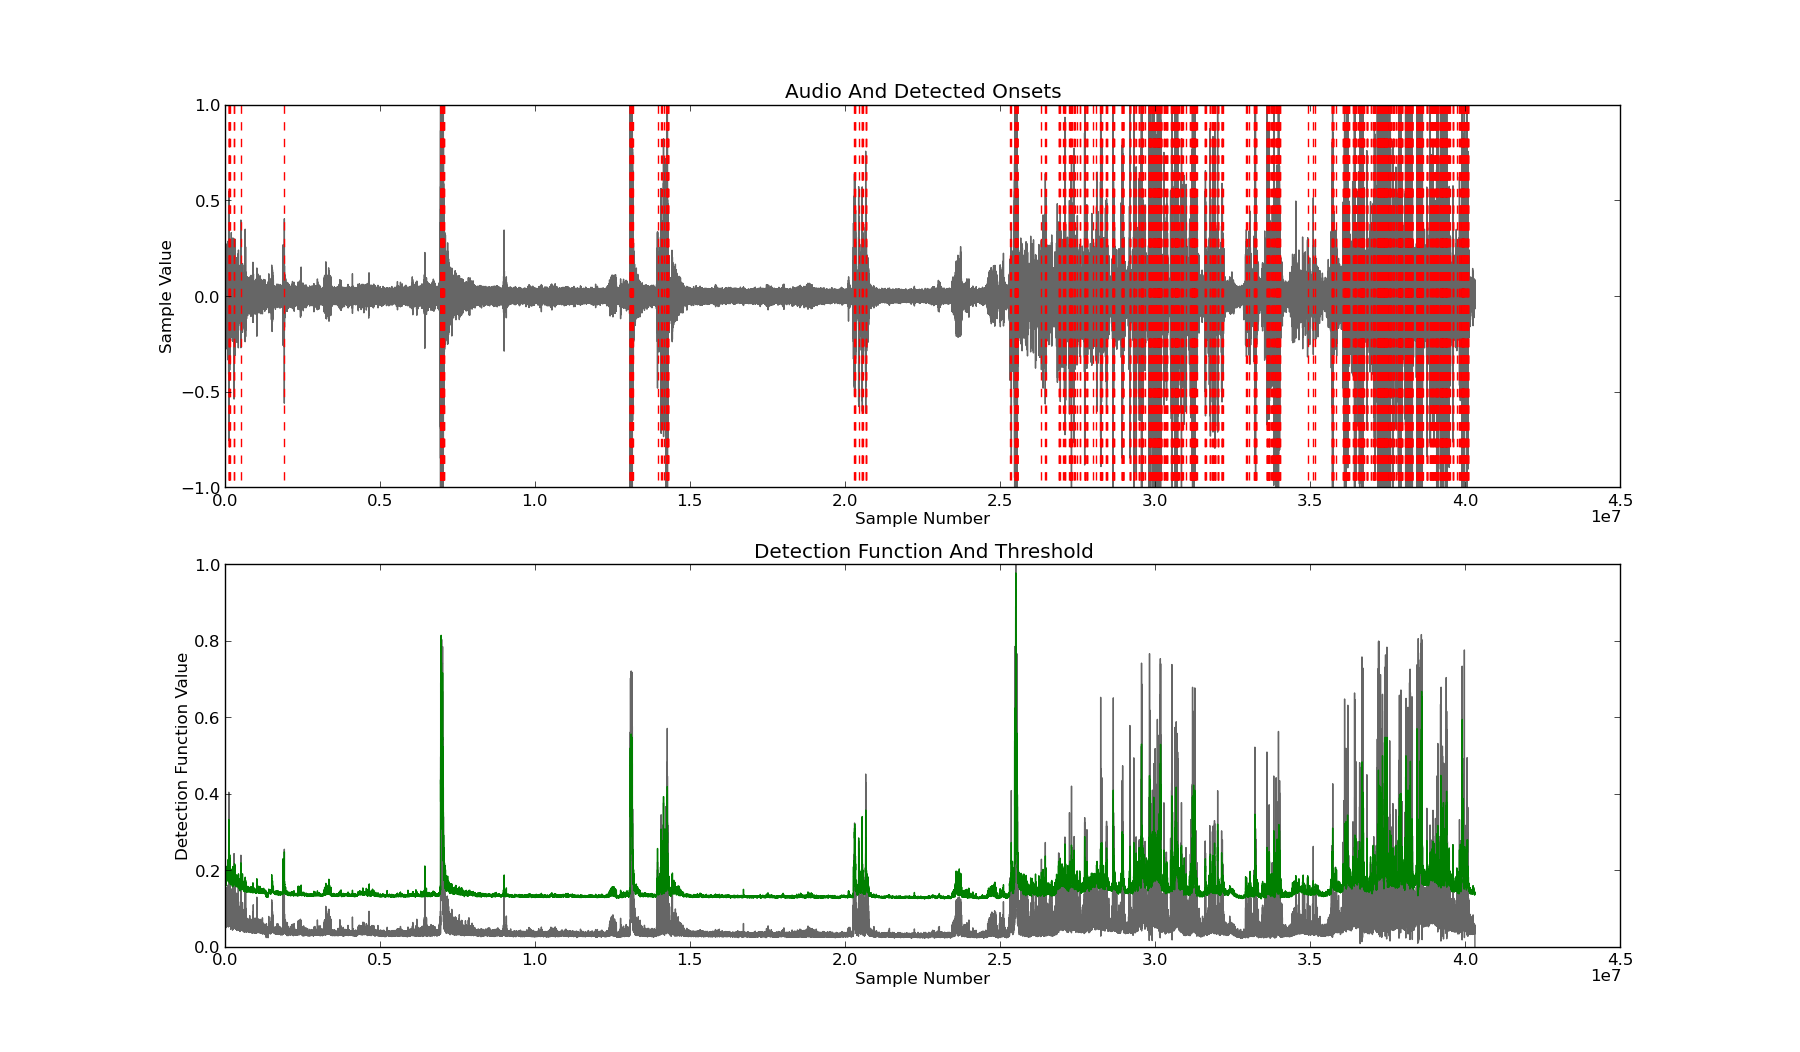 Audio And Detected Onsets
1.0
0.5
0.0
−0.5
−1.0
Sample Value
0.0 0.5 1.0 1.5 2.0 2.5 3.0 3.5 4.0 4.5
1e7
Sample Number
Detection Function And Threshold
1.0
0.8
0.6
0.4
0.2
0.0
Detection Function Value
0.0 0.5 1.0 1.5 2.0 2.5 3.0 3.5 4.0 4.5
1e7
Sample Number